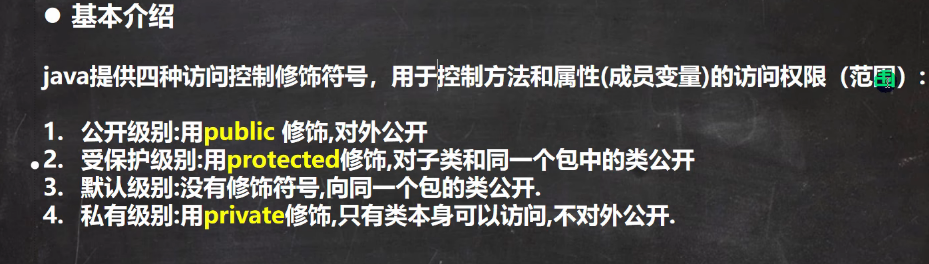 ● 基本介绍
java提供四种访问控制修饰符号，用于控制方法和属性(成员变量)的访问权限（范围）:
1. 公开级别:用public 修饰,对外公开
2. 受保护级别:用protected修饰,对子类和同一个包中的类公开
3. 默认级别:没有修饰符号,向同一个包的类公开.
4. 私有级别:用private修饰,只有类本身可以访问,不对外公开.